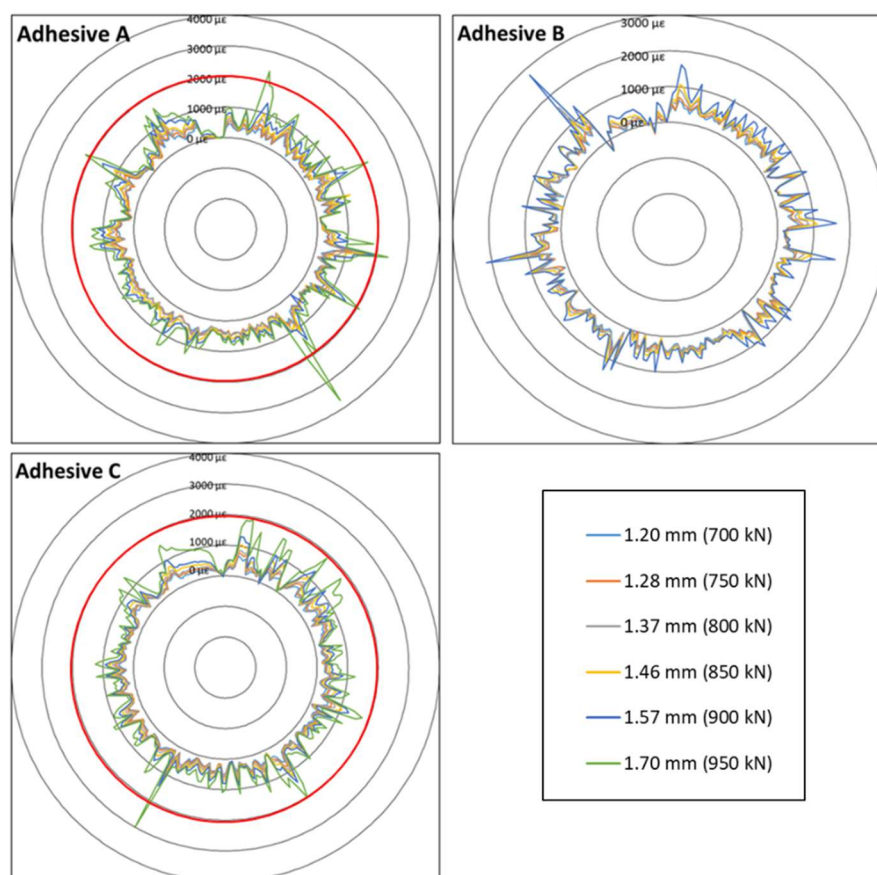 Adhesive A
4000 µε
3000 µε
2000 µε
1000 µε
0 µε
Adhesive B
3000 µε
2000 µε
1000 µε
0 µε
Adhesive C
4000 µε
3000 µε
2000 µε
1000 µε
0 µε
1.20 mm (700 kN)
1.28 mm (750 kN)
1.37 mm (800 kN)
1.46 mm (850 kN)
1.57 mm (900 kN)
1.70 mm (950 kN)